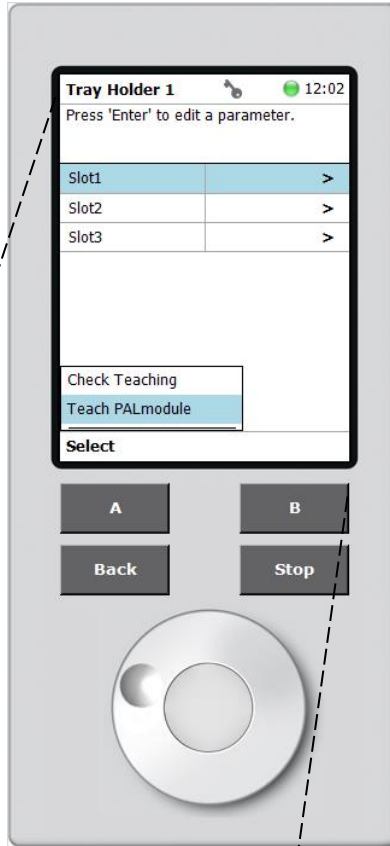 Tray Holder 1 12:02
Press 'Enter' to edit a parameter.
Slot1 >
Slot2 >
Slot3 >
Check Teaching
Teach PALmodule
Select
A B
Back Stop